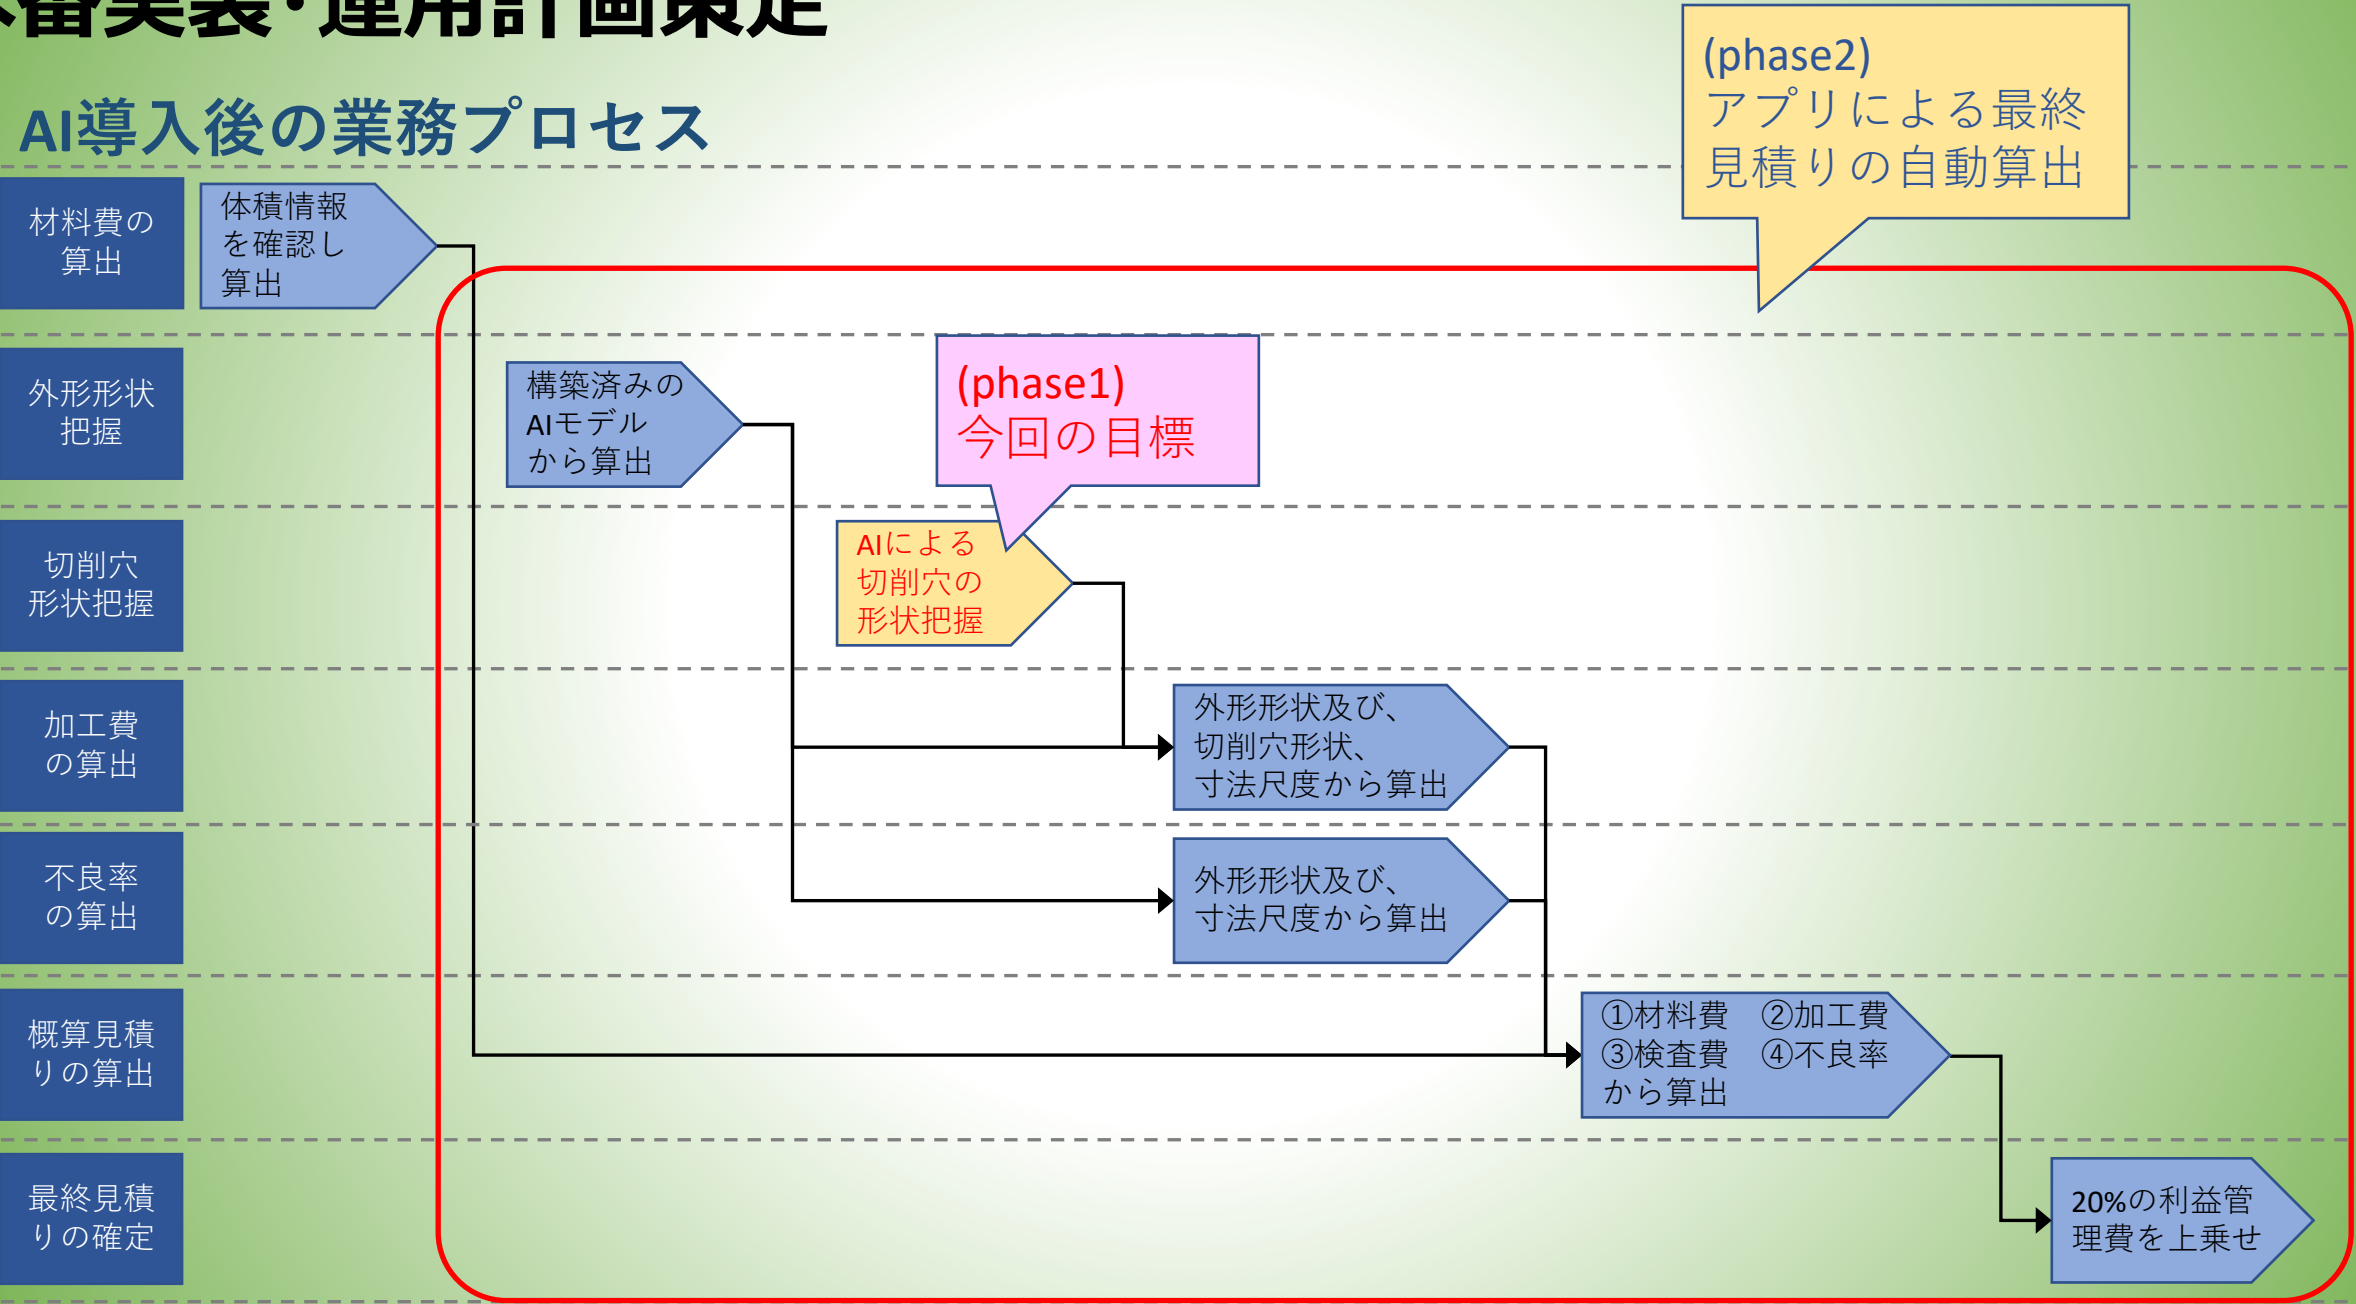 番実装･運用計画策定
AI導入後の業務プロセス
(phase2)
アプリによる最終
見積りの自動算出
材料費の
算出
体積情報
を確認し
算出
外形形状
把握
構築済みの
AIモデル
から算出
(phase1)
今回の目標
切削穴
形状把握
AIによる
切削穴の
形状把握
加工費
の算出
外形形状及び、
切削穴形状、
寸法尺度から算出
不良率
の算出
外形形状及び、
寸法尺度から算出
概算見積
りの算出
①材料費　②加工費
③検査費　④不良率
から算出
最終見積
りの確定
20%の利益管
理費を上乗せ